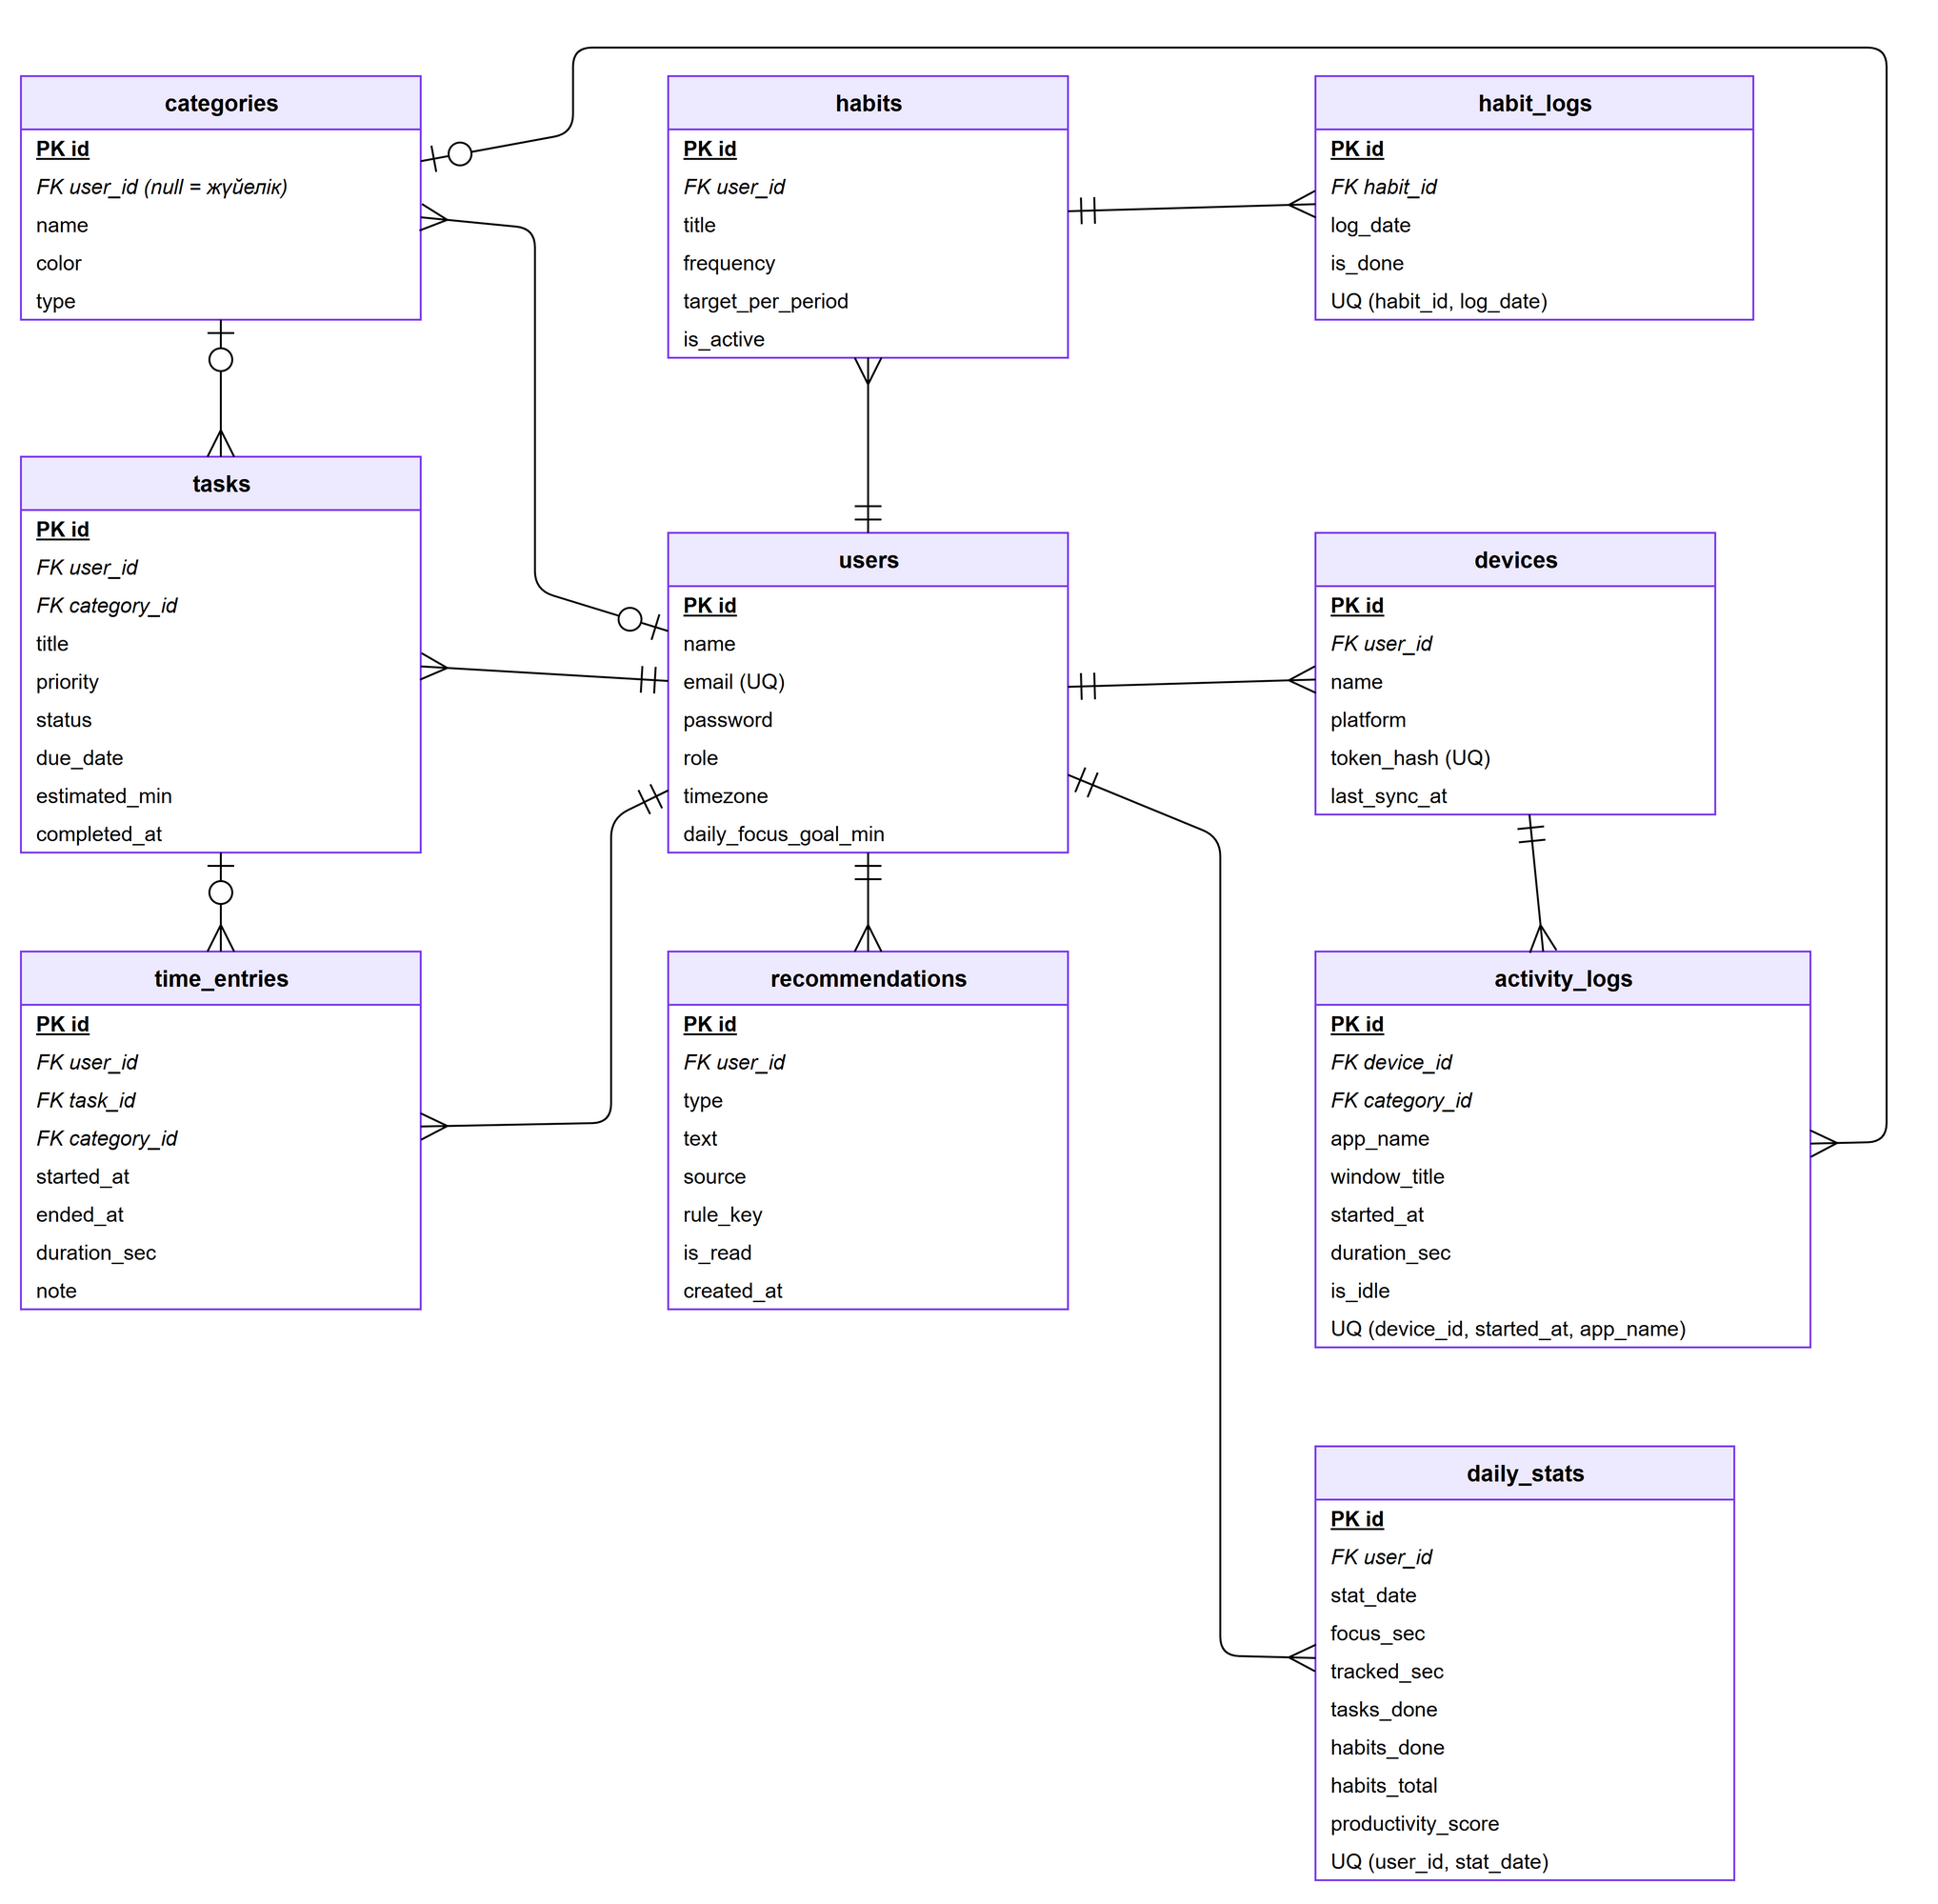 categories
PK id
FK user_id (null = жүйелік)
name
color
type
habits
PK id
FK user_id
title
frequency
target_per_period
is_active
habit_logs
PK id
FK habit_id
log_date
is_done
UQ (habit_id, log_date)
tasks
PK id
FK user_id
FK category_id
title
priority
status
due_date
estimated_min
completed_at
users
PK id
name
email (UQ)
password
role
timezone
daily_focus_goal_min
devices
PK id
FK user_id
name
platform
token_hash (UQ)
last_sync_at
time_entries
PK id
FK user_id
FK task_id
FK category_id
started_at
ended_at
duration_sec
note
recommendations
PK id
FK user_id
type
text
source
rule_key
is_read
created_at
activity_logs
PK id
FK device_id
FK category_id
app_name
window_title
started_at
duration_sec
is_idle
UQ (device_id, started_at, app_name)
daily_stats
PK id
FK user_id
stat_date
focus_sec
tracked_sec
tasks_done
habits_done
habits_total
productivity_score
UQ (user_id, stat_date)